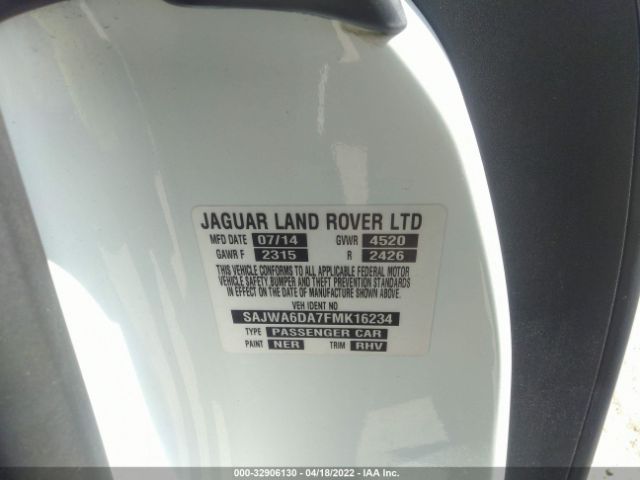 JAGUAR LAND ROVER LTD
MFD DATE 07/14 GVWR 4520
GAWR F 2315 R 2426
THIS VEHICLE CONFORMS TO ALL APPLICABLE FEDERAL MOTOR
VEHICLE SAFETY, BUMPER AND THEFT PREVENTION STANDARDS
IN EFFECT ON THE DATE OF MANUFACTURE SHOWN ABOVE.
VEH IDENT NO
SAJWA6DA7FMK16234
TYPE PASSENGER CAR
PAINT NER TRIM RHV
000-32906130 - 04/18/2022 - IAA Inc.